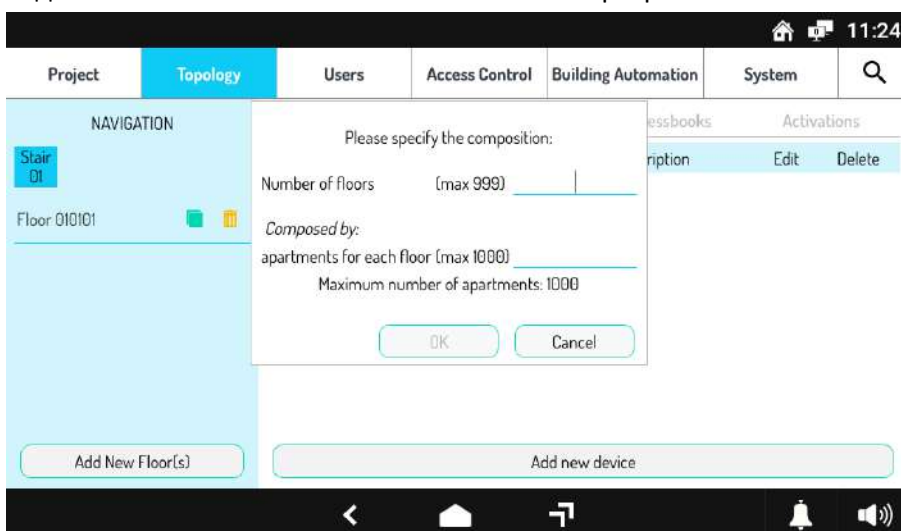 11:24
Project Topology Users Access Control Building Automation System
NAVIGATION
Stair
01
Floor 010101
Please specify the composition:
Number of floors (max 999)
Composed by:
apartments for each floor (max 1000)
Maximum number of apartments: 1000
OK Cancel
Activations
Edit Delete
Add New Floor(s) Add new device